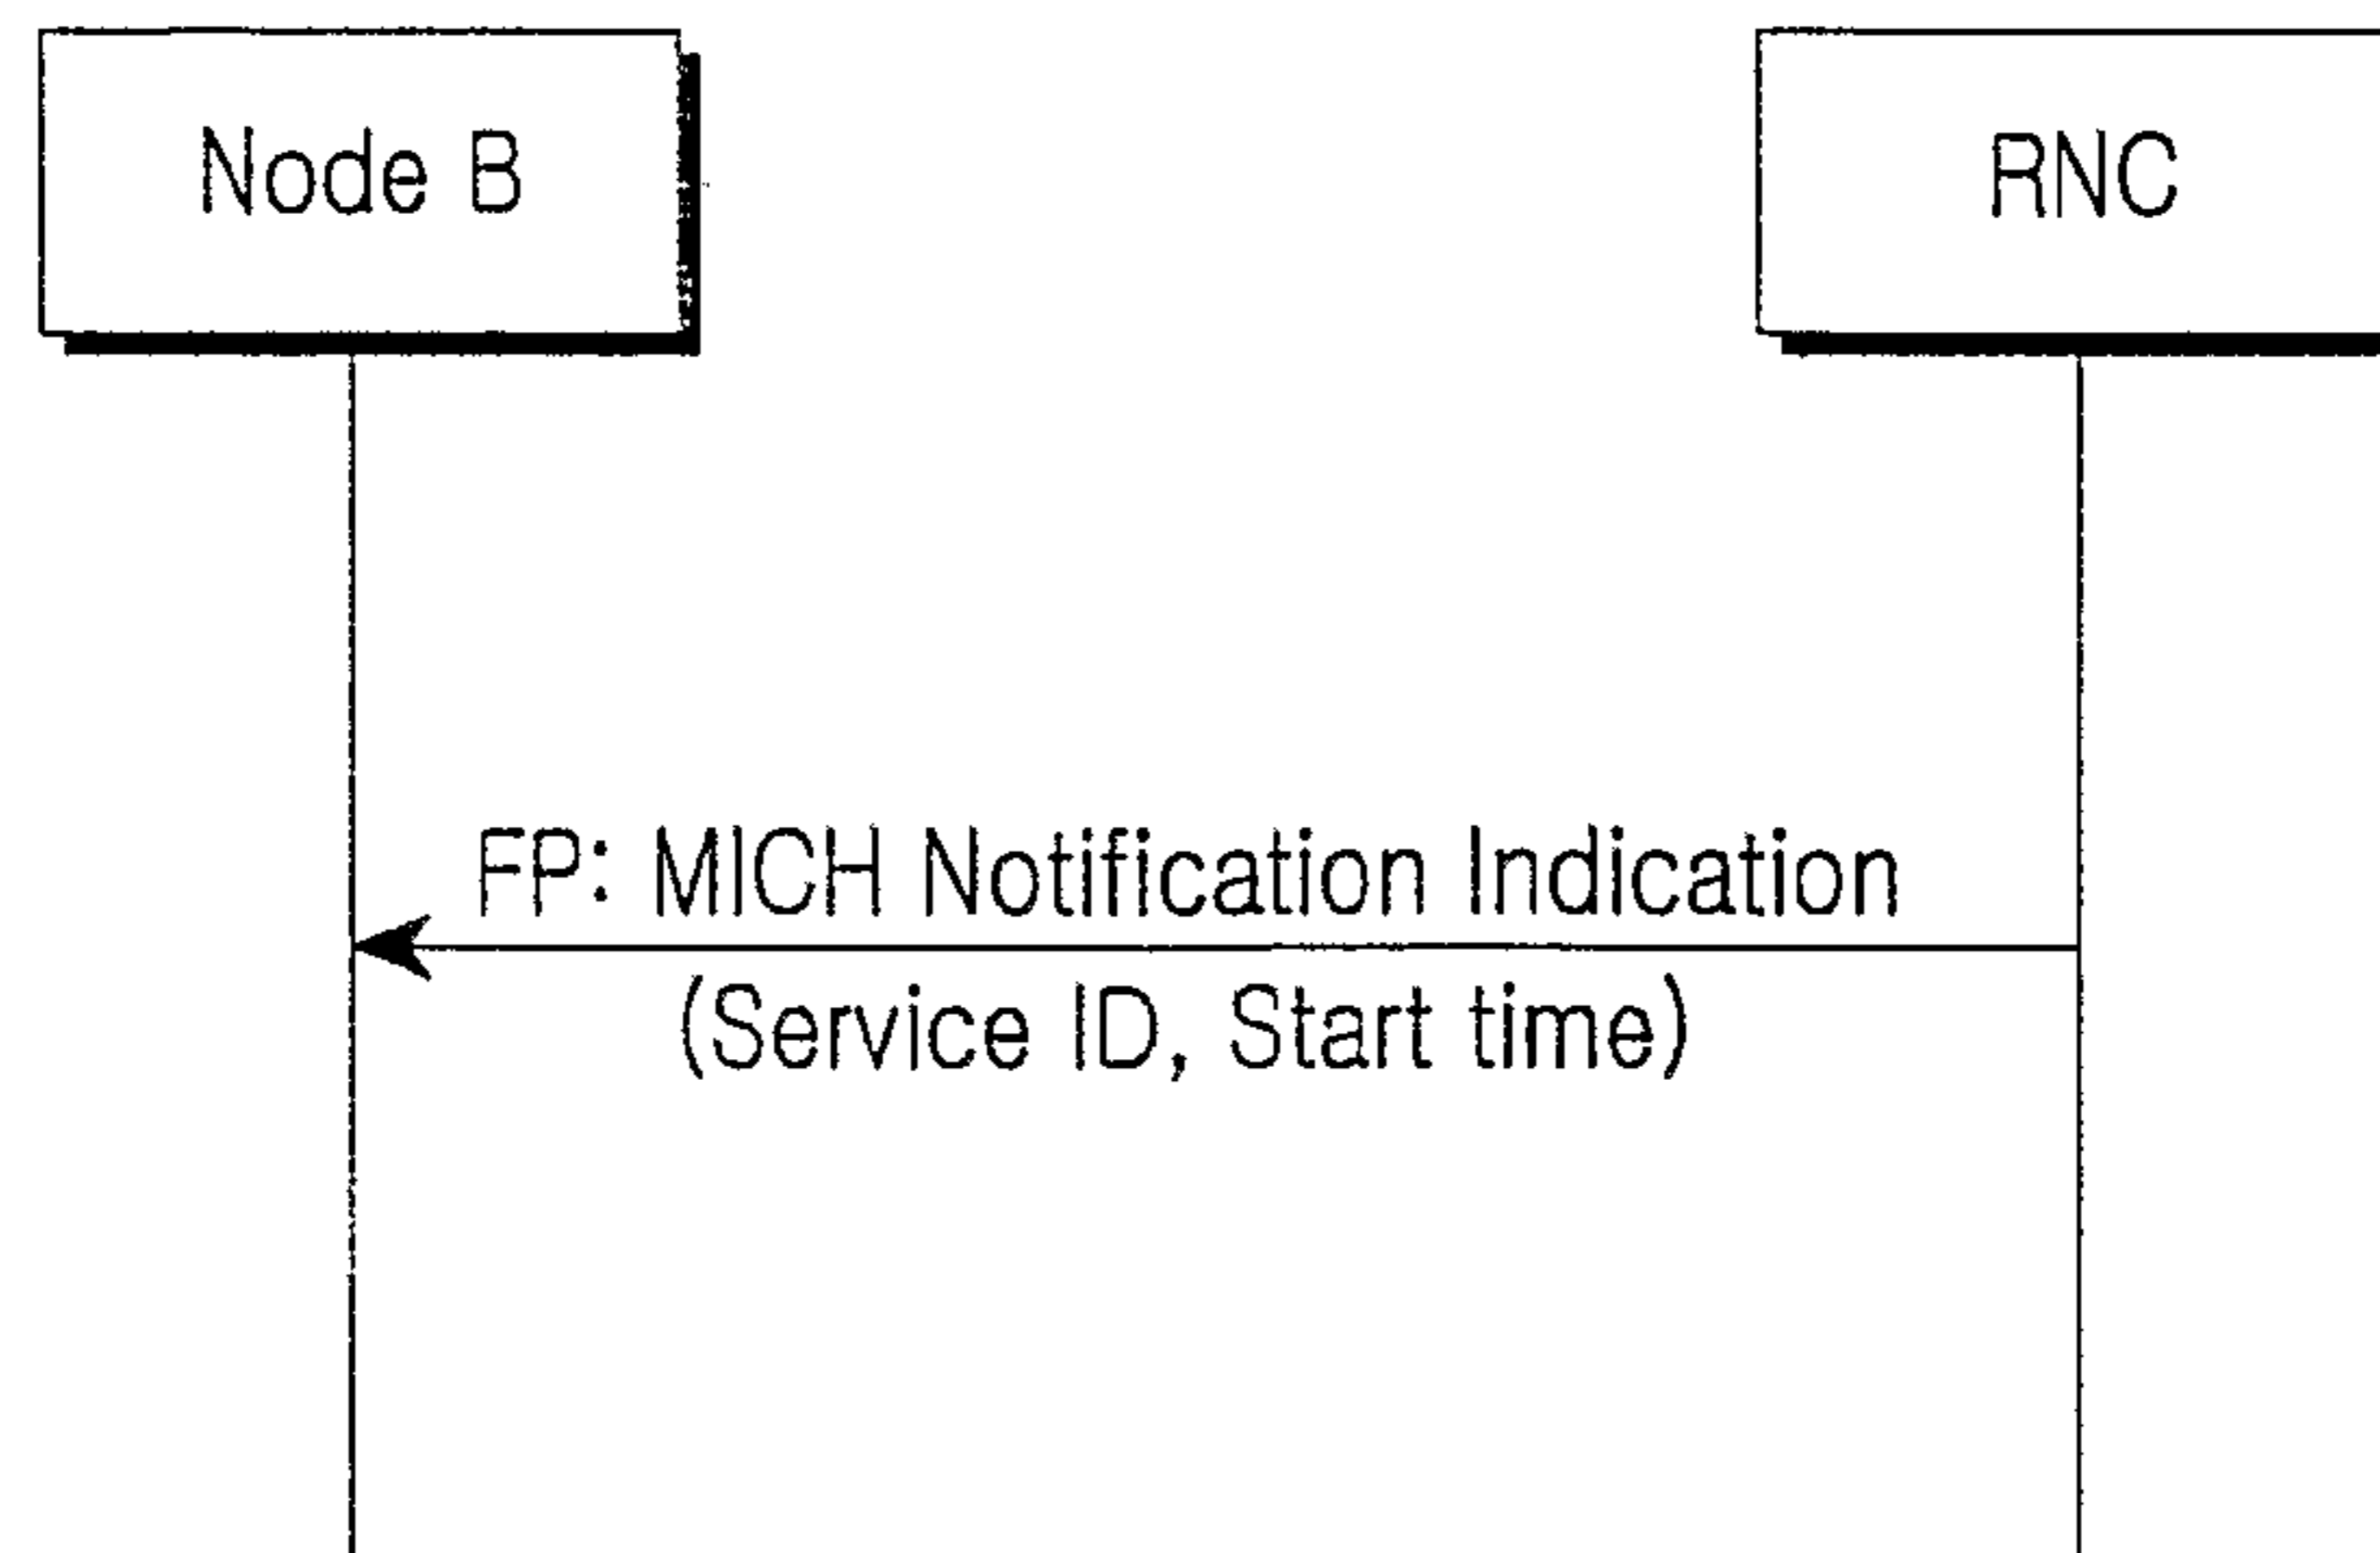 Node B
RNC
FP: MICH Notification Indication
(Service ID, Start time)